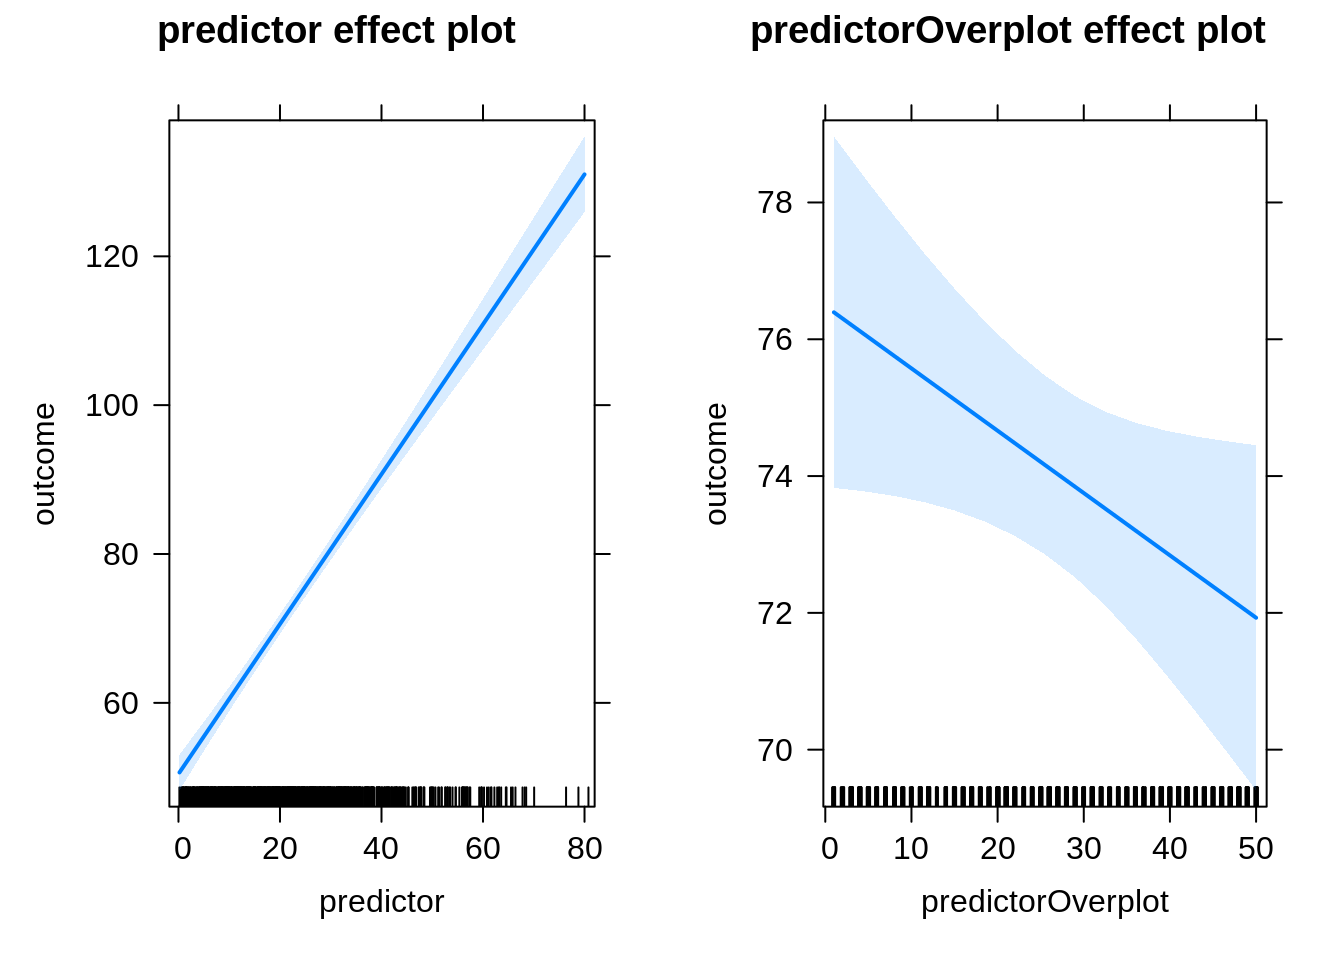 predictor effect plot
120
100
80
60
outcome
0 20 40 60 80
predictor
predictorOverplot effect plot
78
76
74
72
70
outcome
0 10 20 30 40 50
predictorOverplot